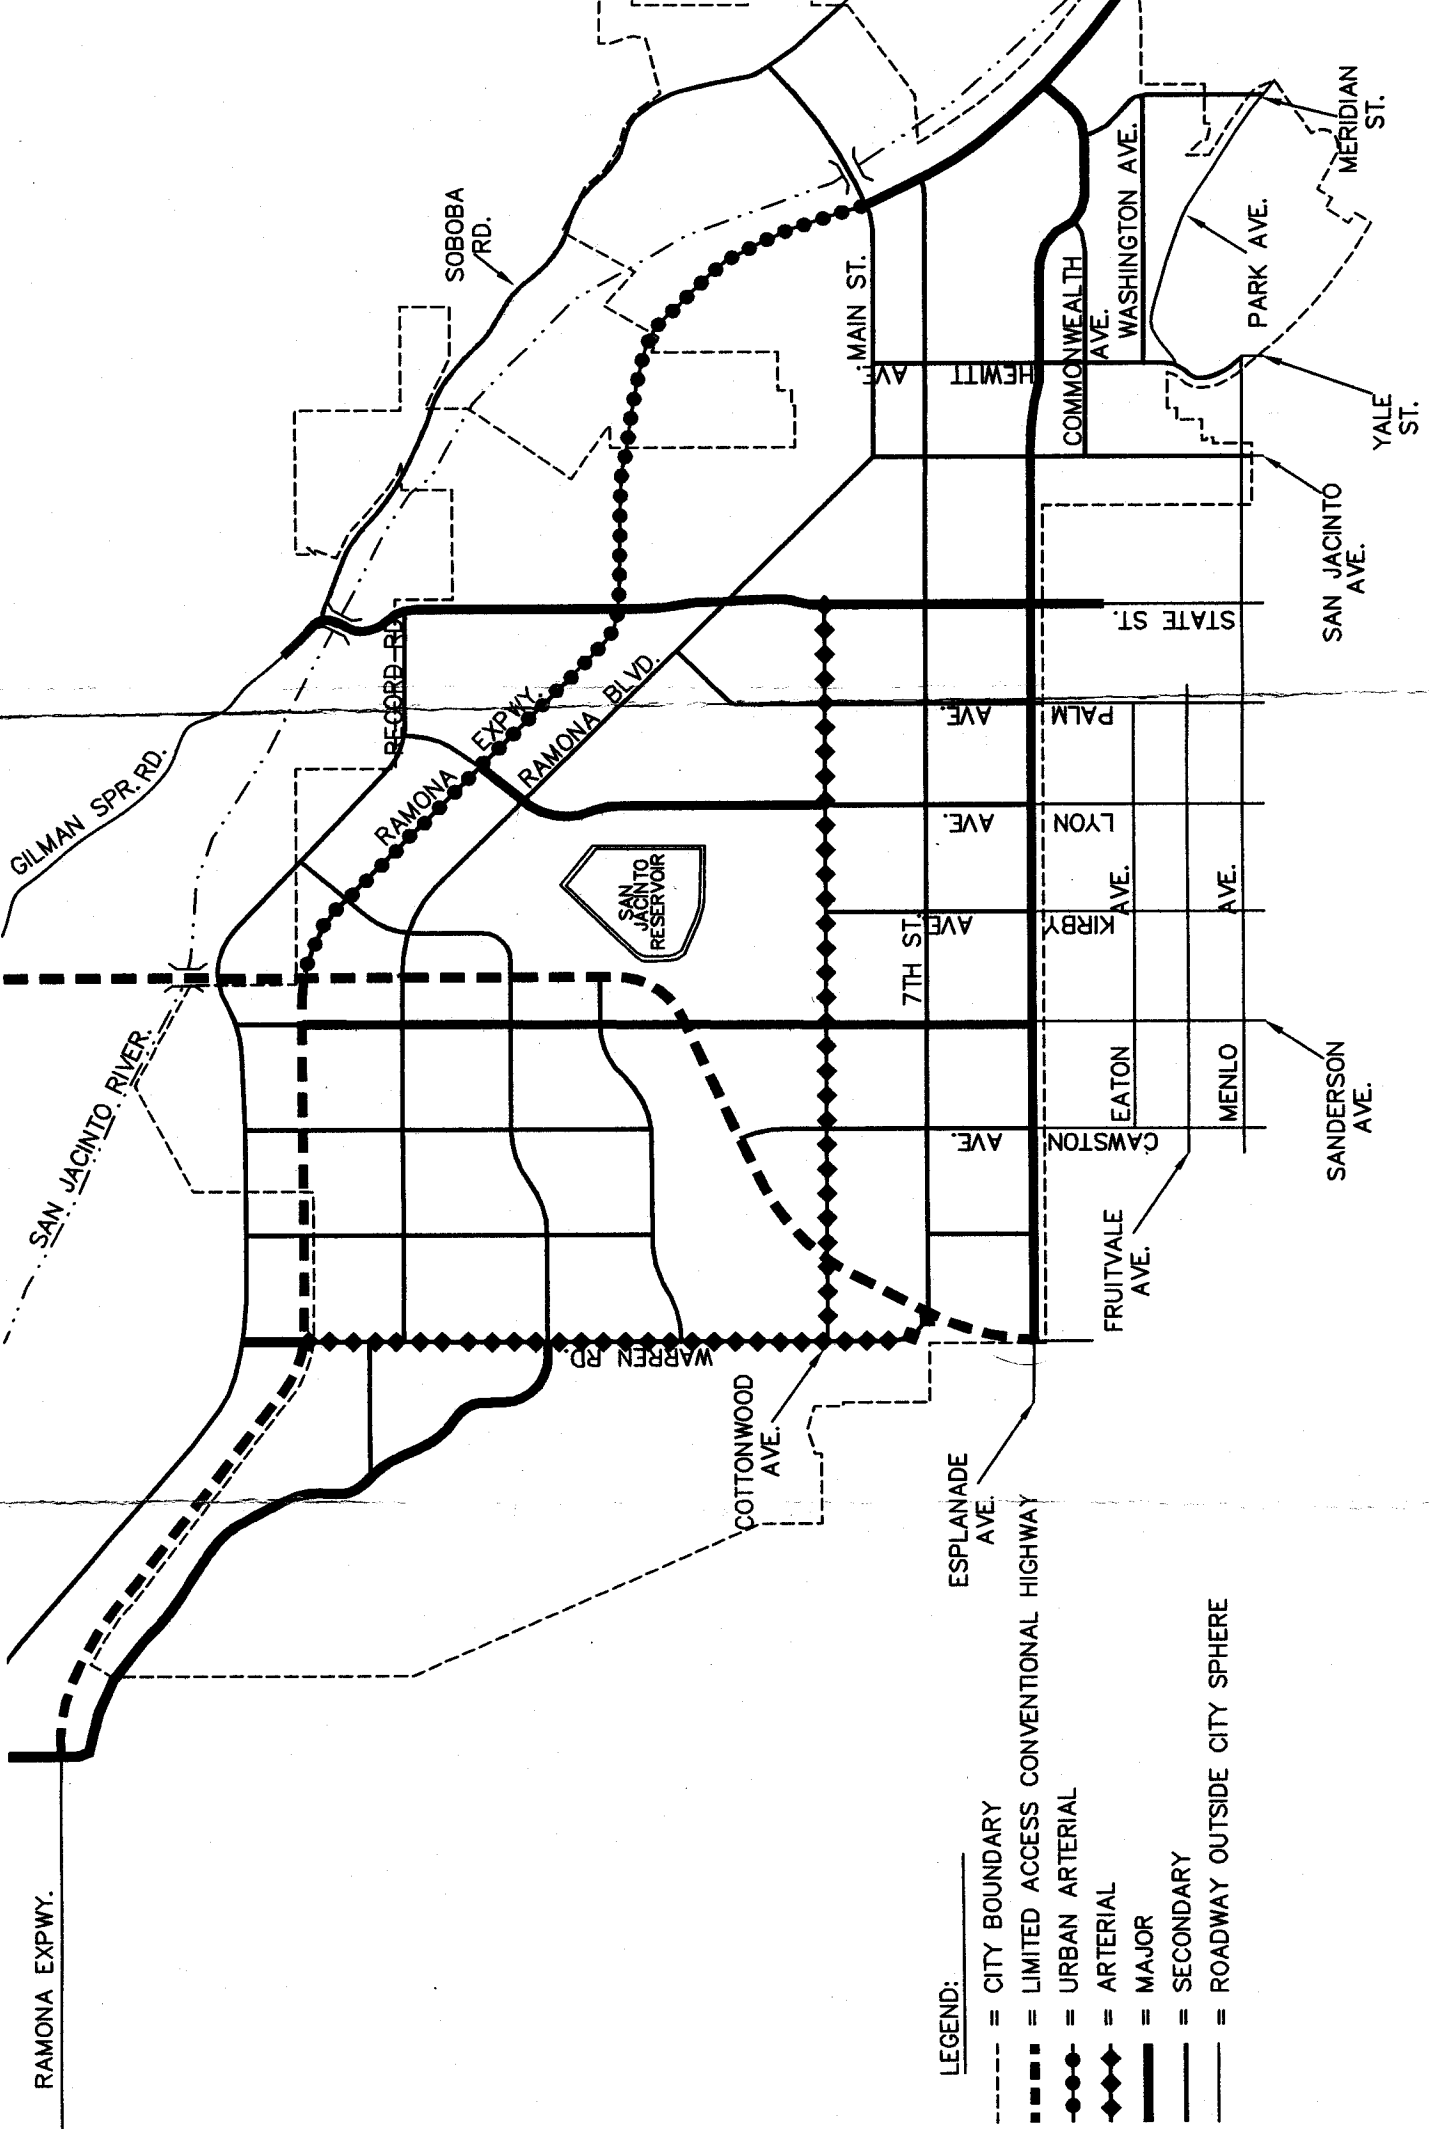 SOBOBA
RD.
GILMAN SPR. RD.
RECORD RD.
SAN JACINTO RIVER.
RAMONA EXPWY.
RAMONA EXPWY.
RAMONA BLVD.
SAN
JACINTO
RESERVOIR
MAIN ST.
HEWITT AVE.
COMMONWEALTH
AVE.
WASHINGTON AVE.
PARK AVE.
MERIDIAN
ST.
YALE
ST.
SAN JACINTO
AVE.
STATE ST.
PALM AVE.
LYON AVE.
KIRBY AVE.
7TH ST.
EATON AVE.
MENLO AVE.
CAWSTON AVE.
SANDERSON
AVE.
FRUITVALE
AVE.
WARREN RD.
COTTONWOOD
AVE.
ESPLANADE
AVE.
LEGEND:
= CITY BOUNDARY
= LIMITED ACCESS CONVENTIONAL HIGHWAY
= URBAN ARTERIAL
= ARTERIAL
= MAJOR
= SECONDARY
= ROADWAY OUTSIDE CITY SPHERE